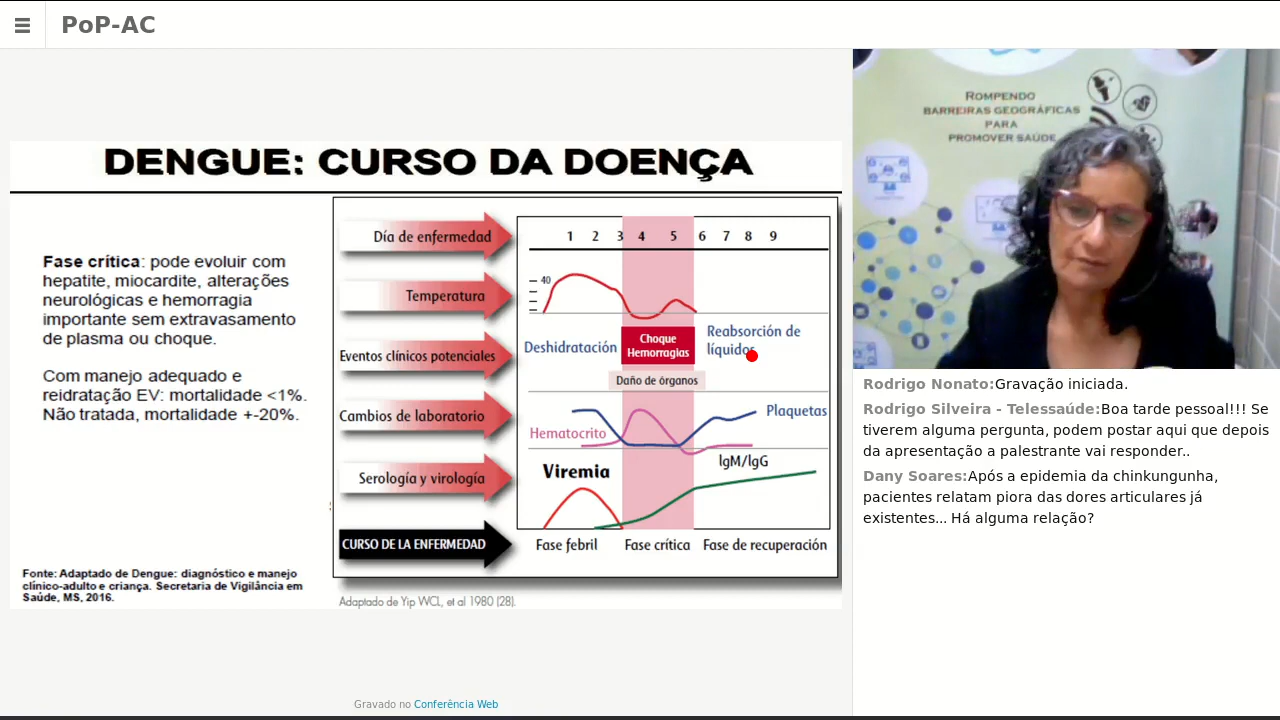 PoP-AC
DENGUE: CURSO DA DOENÇA
Fase crítica: pode evoluir com
hepatite, miocardite, alterações
neurológicas e hemorragia
importante sem extravasamento
de plasma ou choque.
Com manejo adequado e
reidratação EV: mortalidade <1%.
Não tratada, mortalidade +-20%.
Fonte: Adaptado de Dengue: diagnóstico e manejo
clínico-adulto e criança. Secretaria de Vigilância em
Saúde, MS, 2016.
Día de enfermedad
1 2 3 4 5 6 7 8 9
Temperatura
40
Eventos clínicos potenciales
Deshidratación
Choque
Hemorragias
Reabsorción de
líquidos
Daño de órganos
Cambios de laboratorio
Hematocrito
Plaquetas
Serología y virología
Viremia
IgM/IgG
CURSO DE LA ENFERMEDAD
Fase febril
Fase crítica
Fase de recuperación
Adaptado de Yip WCL, et al 1980 (28).
Gravado no Conferência Web
ROMPENDO
BARREIRAS GEOGRÁFICAS
PARA
PROMOVER SAÚDE
Rodrigo Nonato:Gravação iniciada.
Rodrigo Silveira - Telessaúde:Boa tarde pessoal!!! Se
tiverem alguma pergunta, podem postar aqui que depois
da apresentação a palestrante vai responder..
Dany Soares:Após a epidemia da chinkungunha,
pacientes relatam piora das dores articulares já
existentes... Há alguma relação?